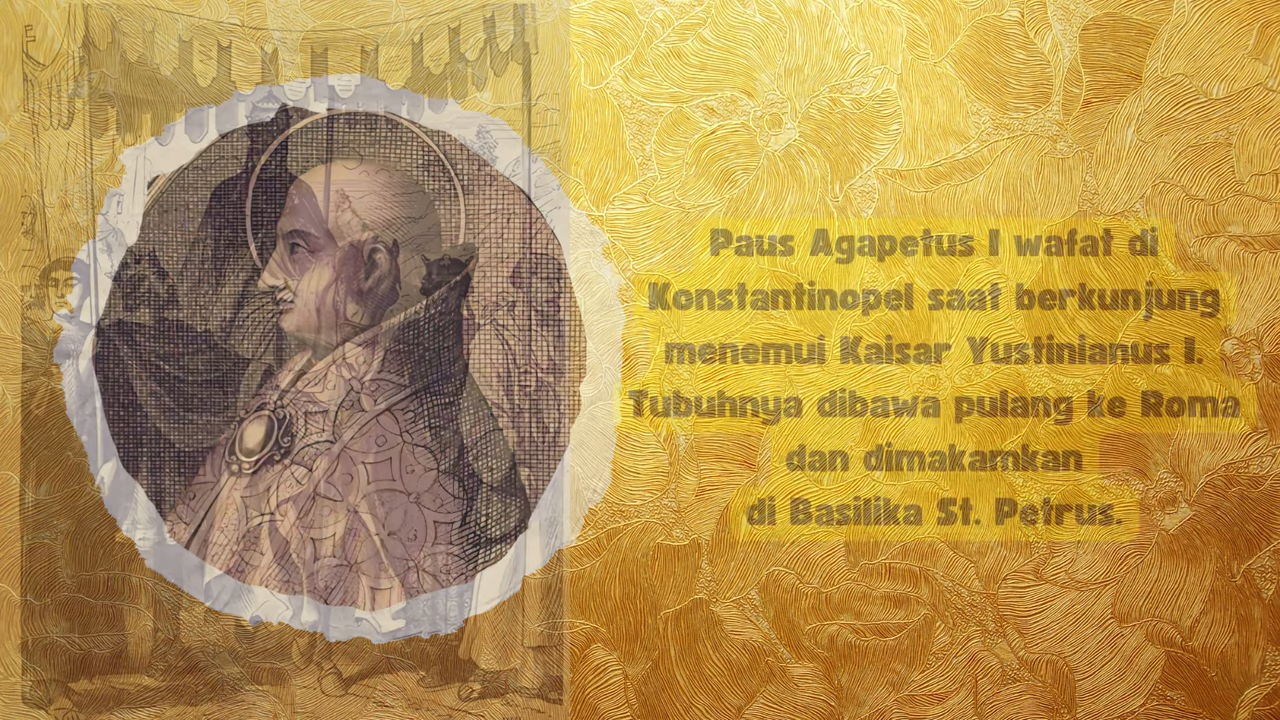 Paus Agapetus I wafat di
Konstantinopel saat berkunjung
menemui Kaisar Yustinianus I.
Tubuhnya dibawa pulang ke Roma
dan dimakamkan
di Basilika St. Petrus.